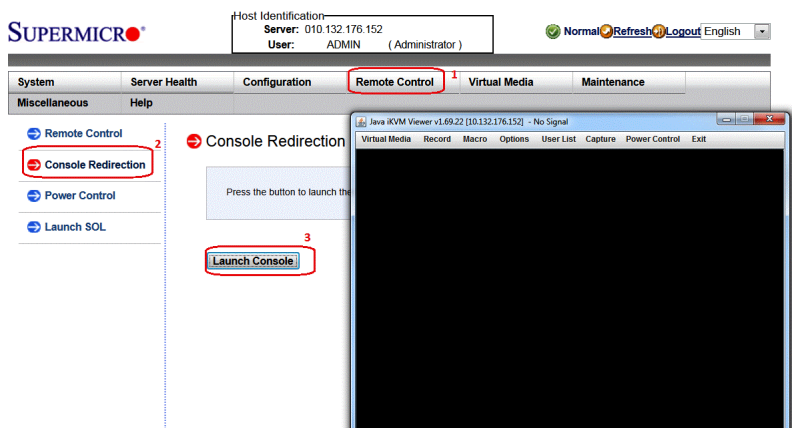 Host Identification
SUPERMICRO
Server: 010.132.176.152
User: ADMIN ( Administrator )
Normal Refresh Logout English
System Server Health Configuration Remote Control 1 Virtual Media Maintenance
Miscellaneous Help
Remote Control
2
Console Redirection
Power Control
Launch SOL
Console Redirection
Press the button to launch the
3
Launch Console
Java iKVM Viewer v1.69.22 [10.132.176.152] - No Signal
Virtual Media Record Macro Options User List Capture Power Control Exit